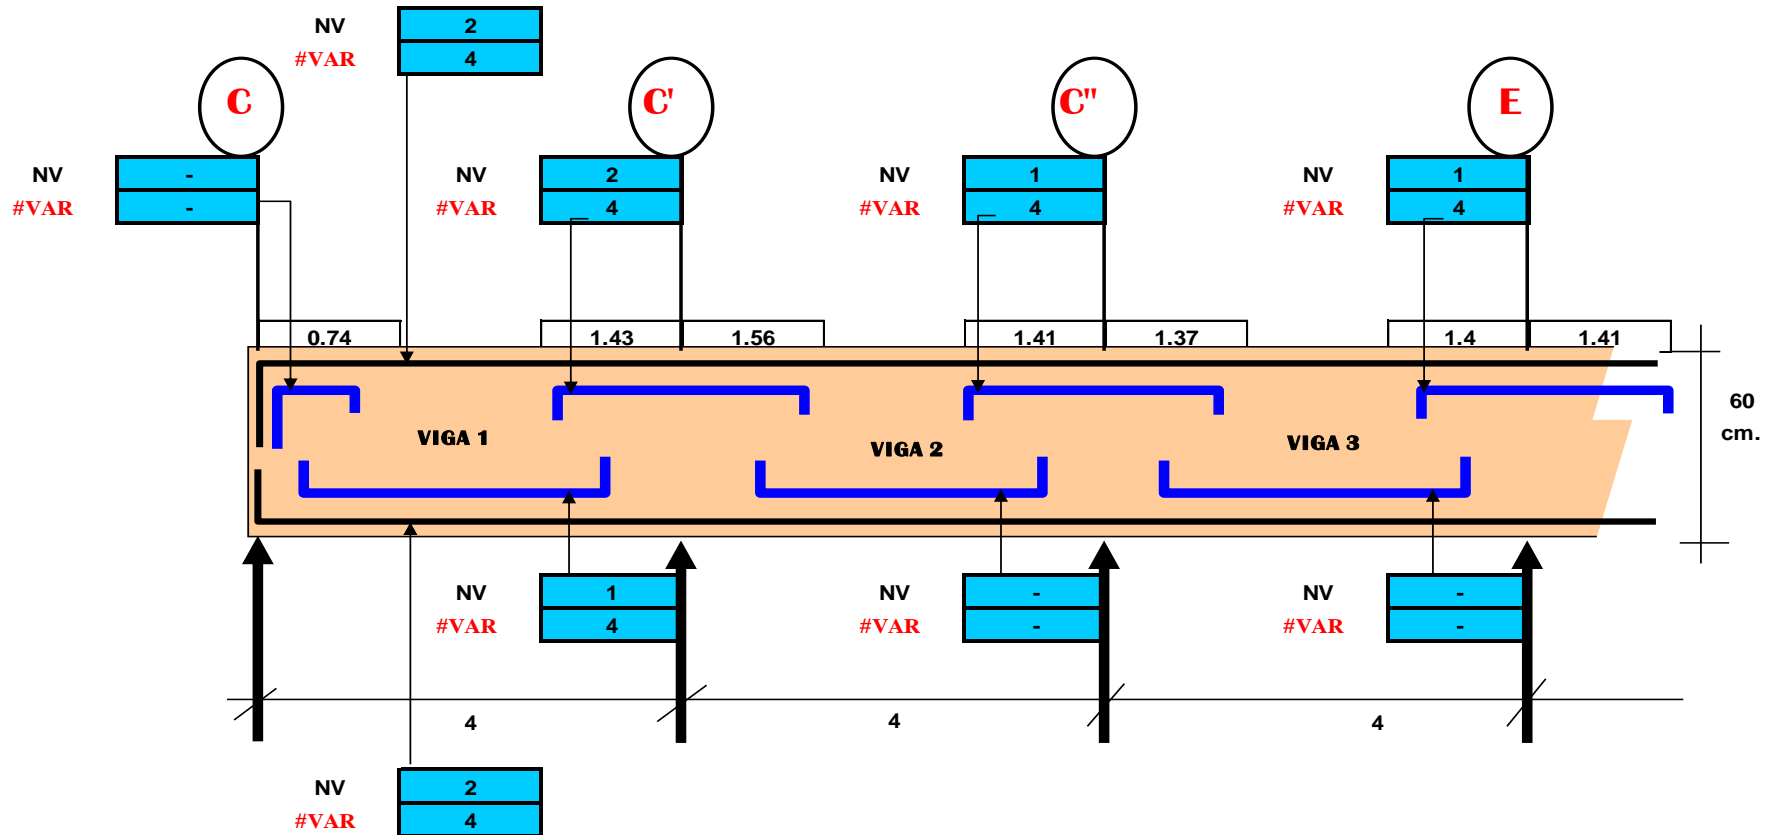 NV 2
#VAR 4
C C' C" E
NV - NV 2 NV 1 NV 1
#VAR - #VAR 4 #VAR 4 #VAR 4
0.74 1.43 1.56 1.41 1.37 1.4 1.41
60
cm.
VIGA 1 VIGA 2 VIGA 3
NV 1 NV - NV -
#VAR 4 #VAR - #VAR -
4 4 4
NV 2
#VAR 4